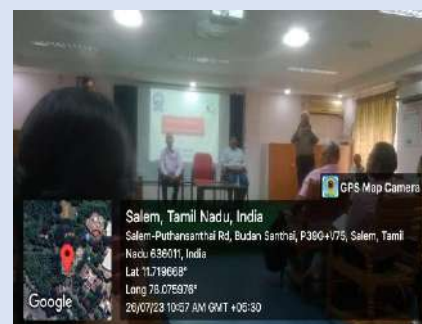 GPS Map Camera
Salem, Tamil Nadu, India
Salem-Puthansanthai Rd, Budan Santhai, P39G+V75, Salem, Tamil
Nadu 636011, India
Lat 11.719668°
Long 78.075976°
26/07/23 10:57 AM GMT +05:30
Google